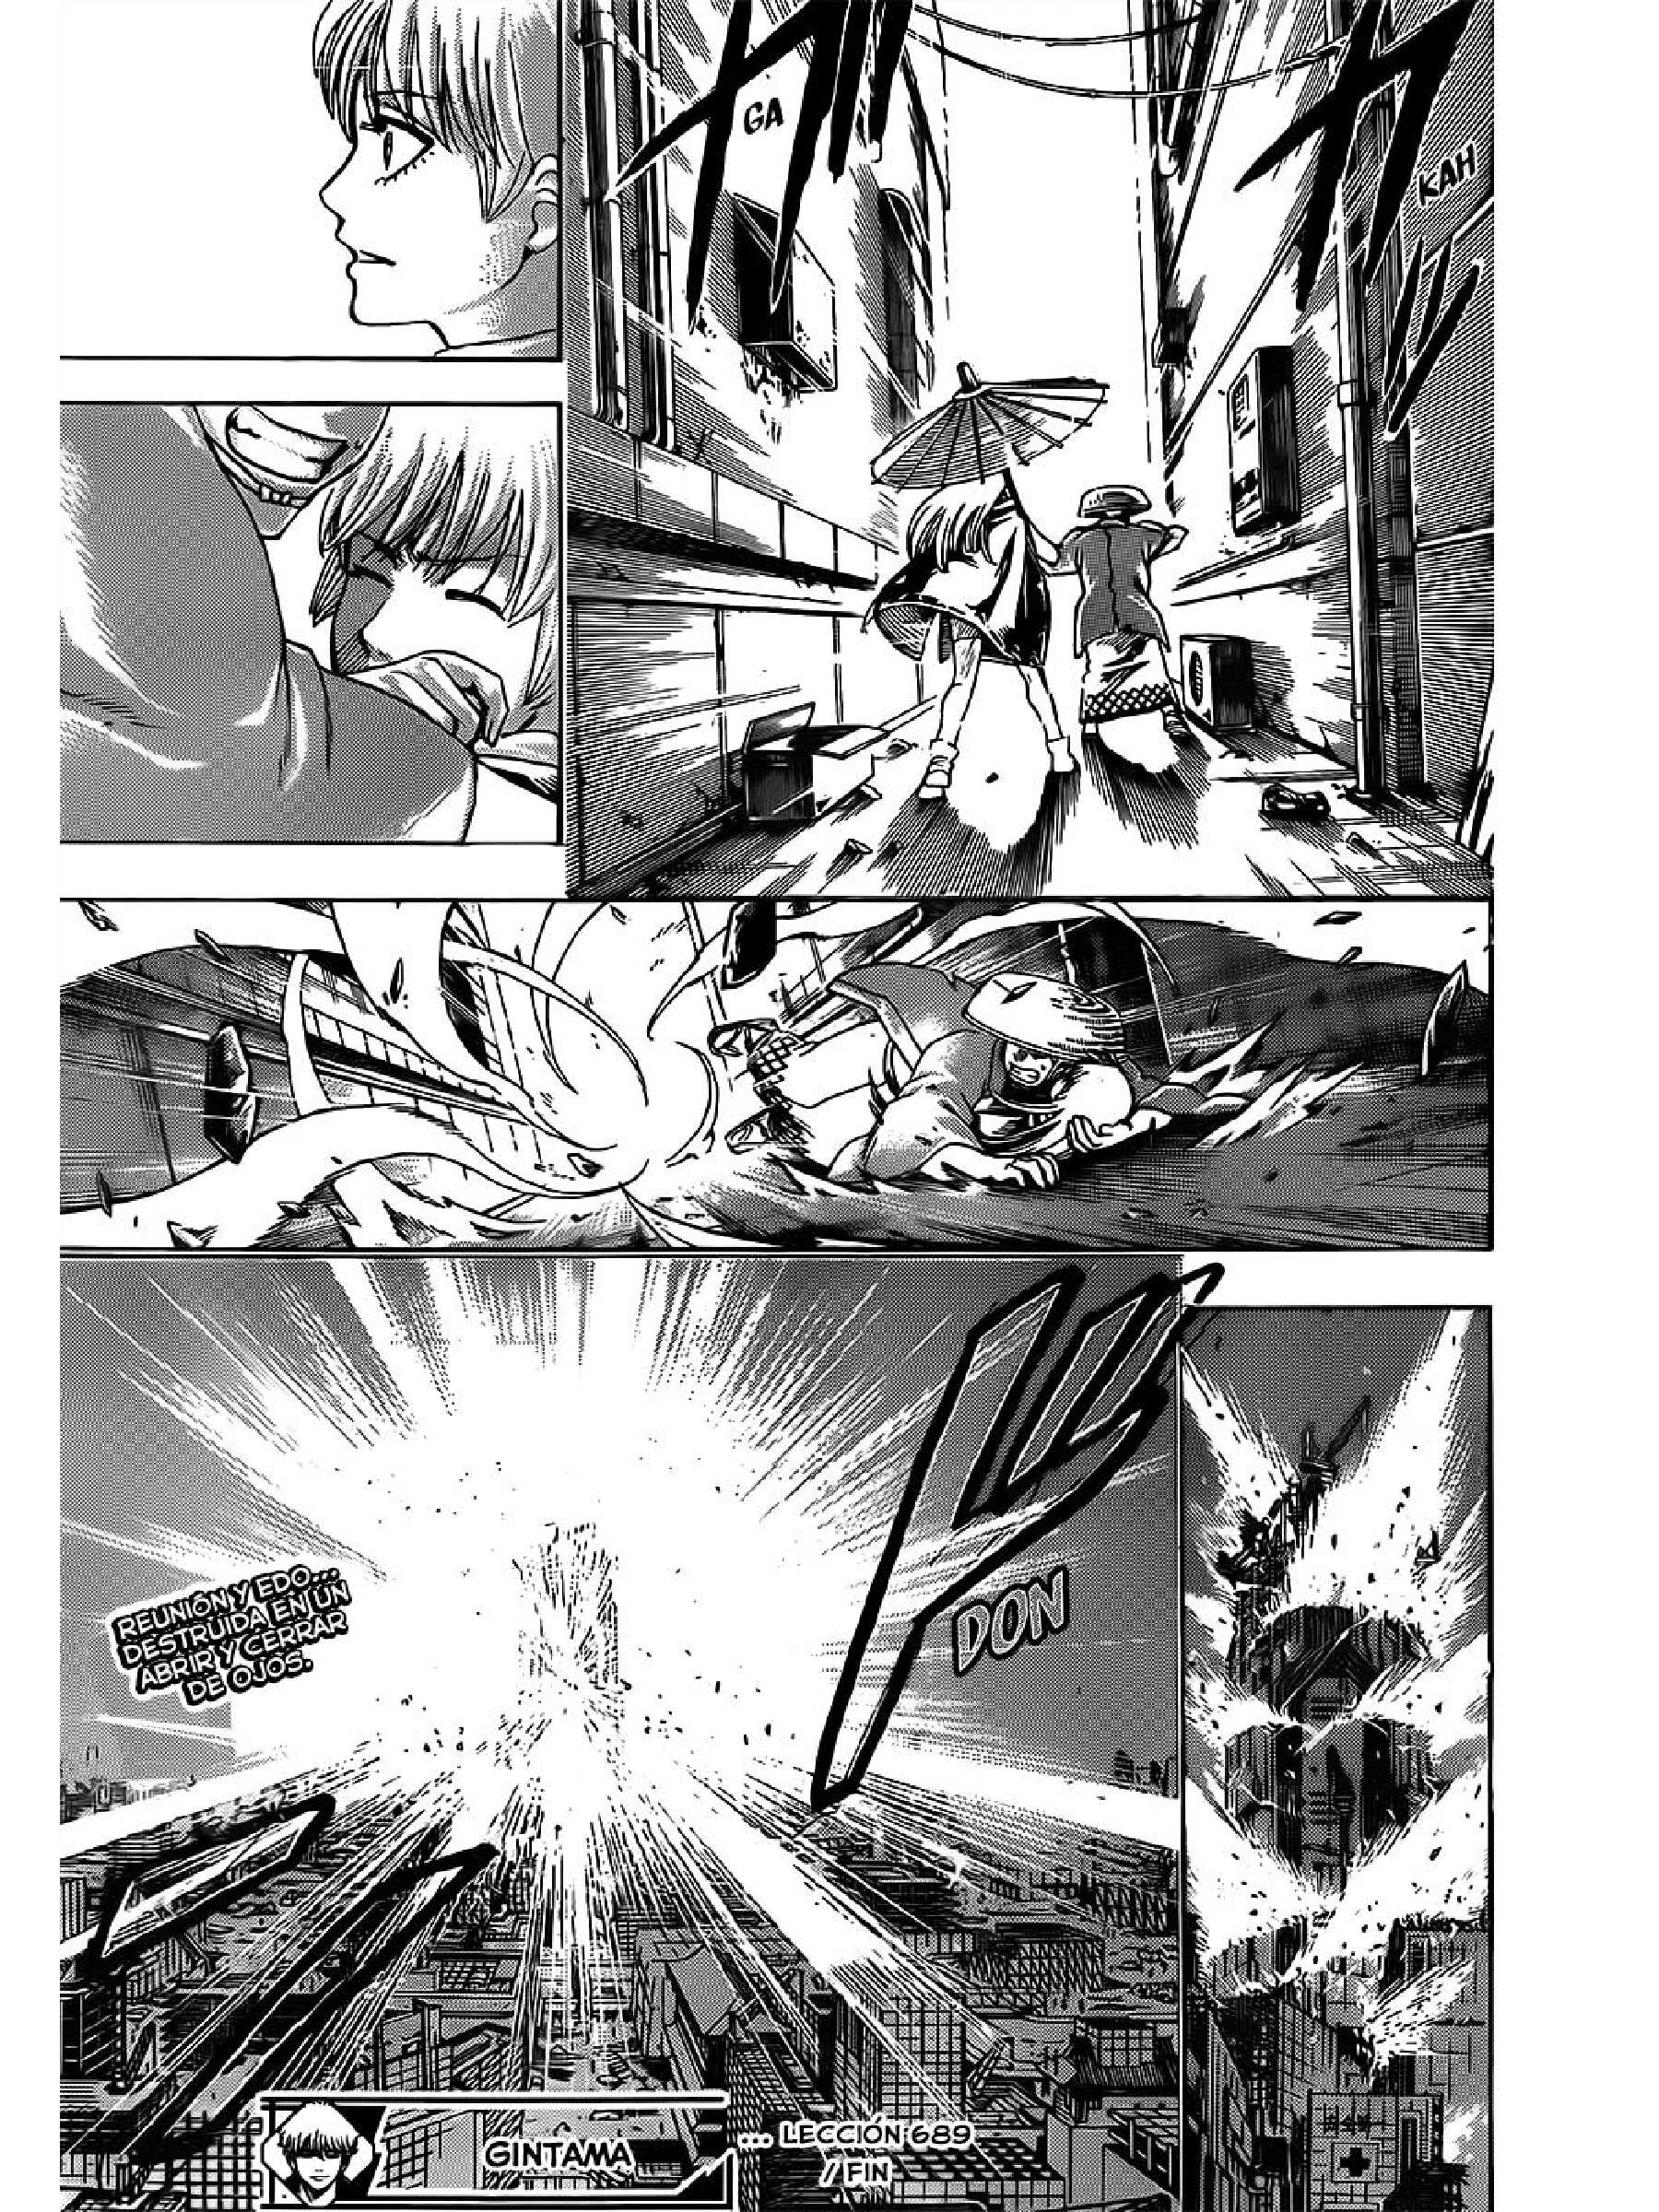 KAH
GA
DON
REUNIÓN Y EDO...
DESTRUIDA EN UN
ABRIR Y CERRAR
DE OJOS.
GINTAMA
... LECCIÓN 689
/ FIN